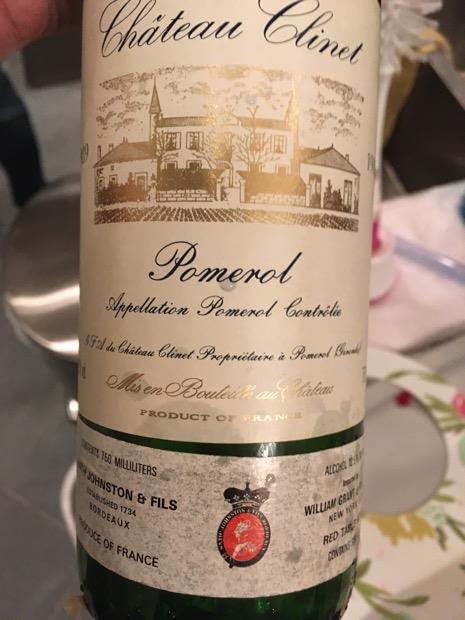 Château Clinet
Pomerol
Appellation Pomerol Contrôlée
du Château Clinet Propriétaire à Pomerol
Mis en Bouteille au Château
PRODUCT OF FRANCE
750 MILLILITERS
JOHNSTON & FILS
ESTABLISHED 1734
BORDEAUX
PRODUCE OF FRANCE
ALCOHOL
WILLIAM GRANT
NEW YORK
RED